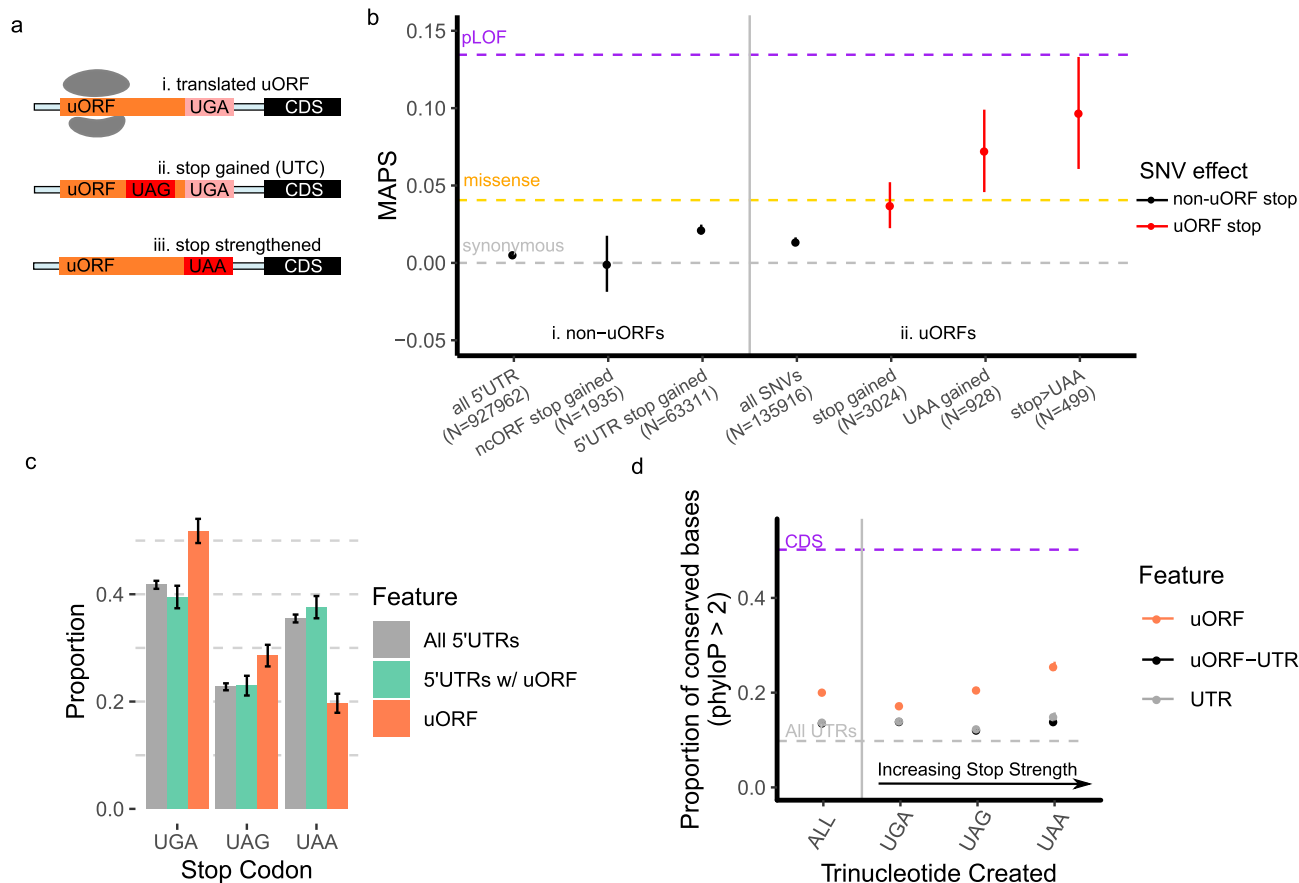 a
i. translated uORF
uORF
UGA
CDS
ii. stop gained (UTC)
uORF
UAG
UGA
CDS
iii. stop strengthened
uORF
UAA
CDS
b
MAPS
0.15
0.10
0.05
0.00
−0.05
pLOF
missense
synonymous
i. non−uORFs
ii. uORFs
all 5'UTR
(N=927962)
ncORF stop gained
(N=1935)
5'UTR stop gained
(N=63311)
all SNVs
(N=135916)
stop gained
(N=3024)
UAA gained
(N=928)
stop>UAA
(N=499)
SNV effect
non−uORF stop
uORF stop
c
Proportion
0.4
0.2
0.0
UGA
UAG
UAA
Stop Codon
Feature
All 5'UTRs
5'UTRs w/ uORF
uORF
d
Proportion of conserved bases
(phyloP > 2)
0.4
0.2
0.0
CDS
All UTRs
Increasing Stop Strength
ALL
UGA
UAG
UAA
Trinucleotide Created
Feature
uORF
uORF−UTR
UTR